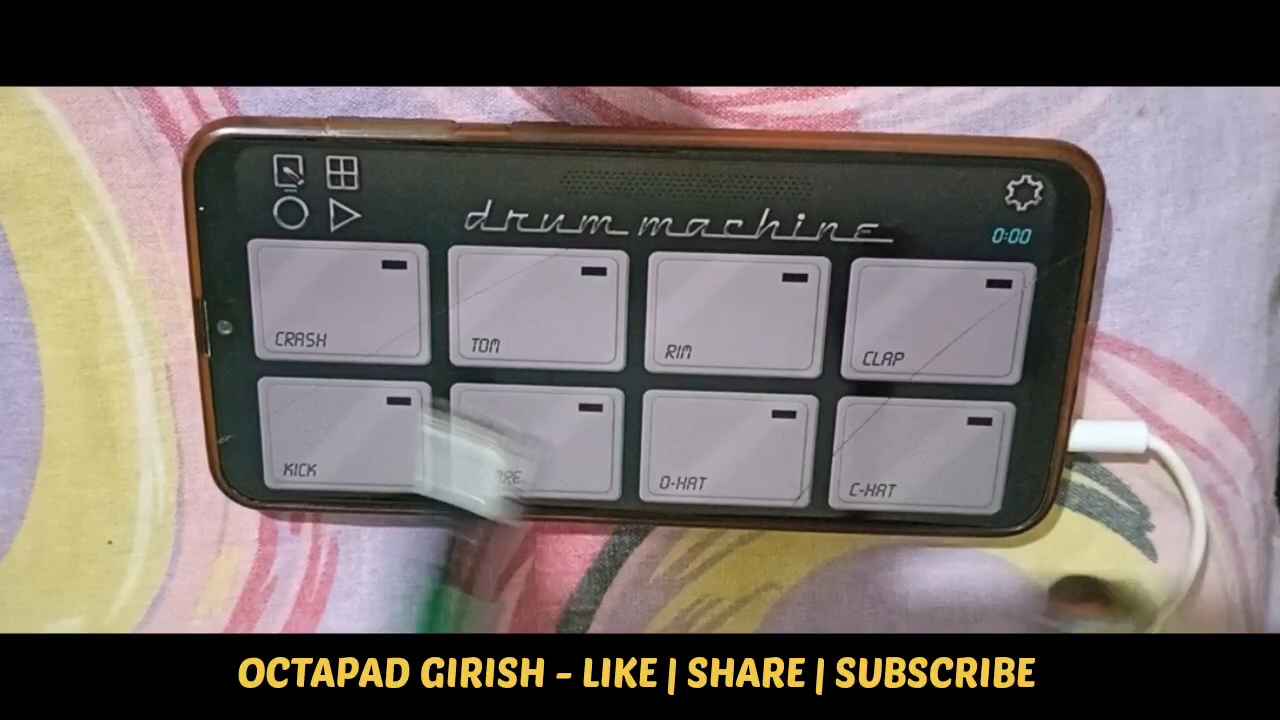 drum machine
0:00
CRASH
TOM
RIM
CLAP
KICK
O-HAT
C-HAT
OCTAPAD GIRISH - LIKE | SHARE | SUBSCRIBE